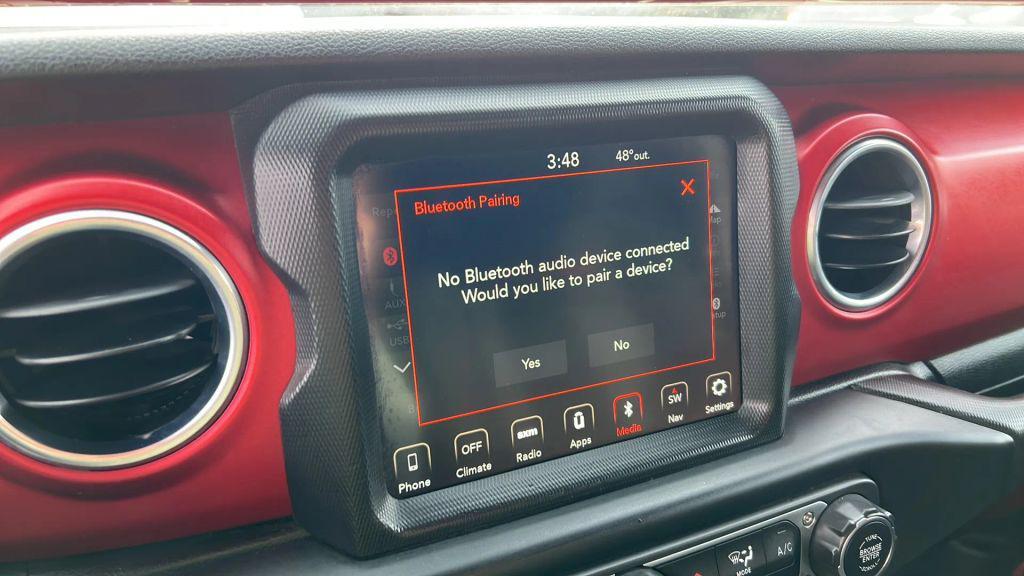 3:48
48°out.
Bluetooth Pairing
X
No Bluetooth audio device connected
Would you like to pair a device?
Yes
No
AUX
USB
Phone
OFF
Climate
sxm
Radio
Apps
Media
SW
Nav
Settings
A/C
MODE
TUNE
BROWSE
ENTER